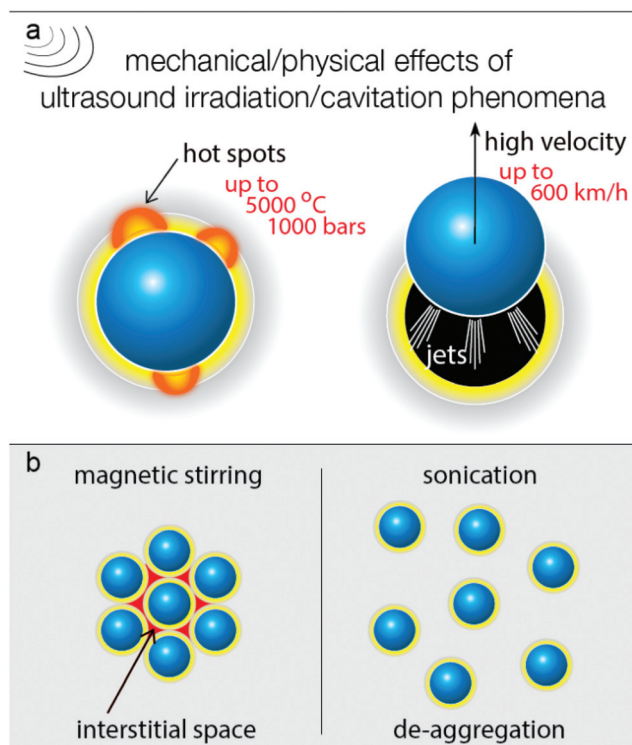 a
mechanical/physical effects of
ultrasound irradiation/cavitation phenomena
hot spots
up to
5000 °C
1000 bars
high velocity
up to
600 km/h
jets
b
magnetic stirring
interstitial space
sonication
de-aggregation